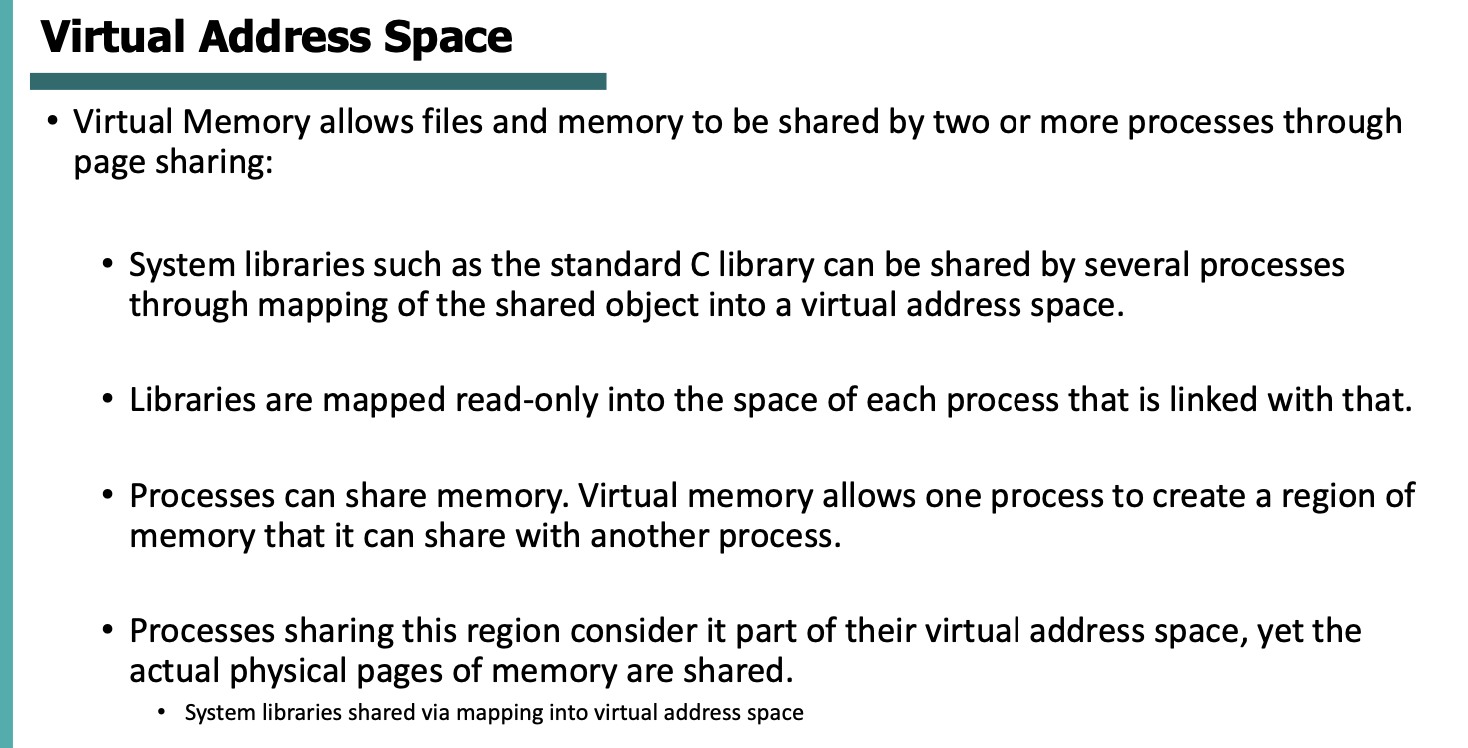 Virtual Address Space
• Virtual Memory allows files and memory to be shared by two or more processes through
page sharing:
• System libraries such as the standard C library can be shared by several processes
through mapping of the shared object into a virtual address space.
• Libraries are mapped read-only into the space of each process that is linked with that.
• Processes can share memory. Virtual memory allows one process to create a region of
memory that it can share with another process.
• Processes sharing this region consider it part of their virtual address space, yet the
actual physical pages of memory are shared.
• System libraries shared via mapping into virtual address space